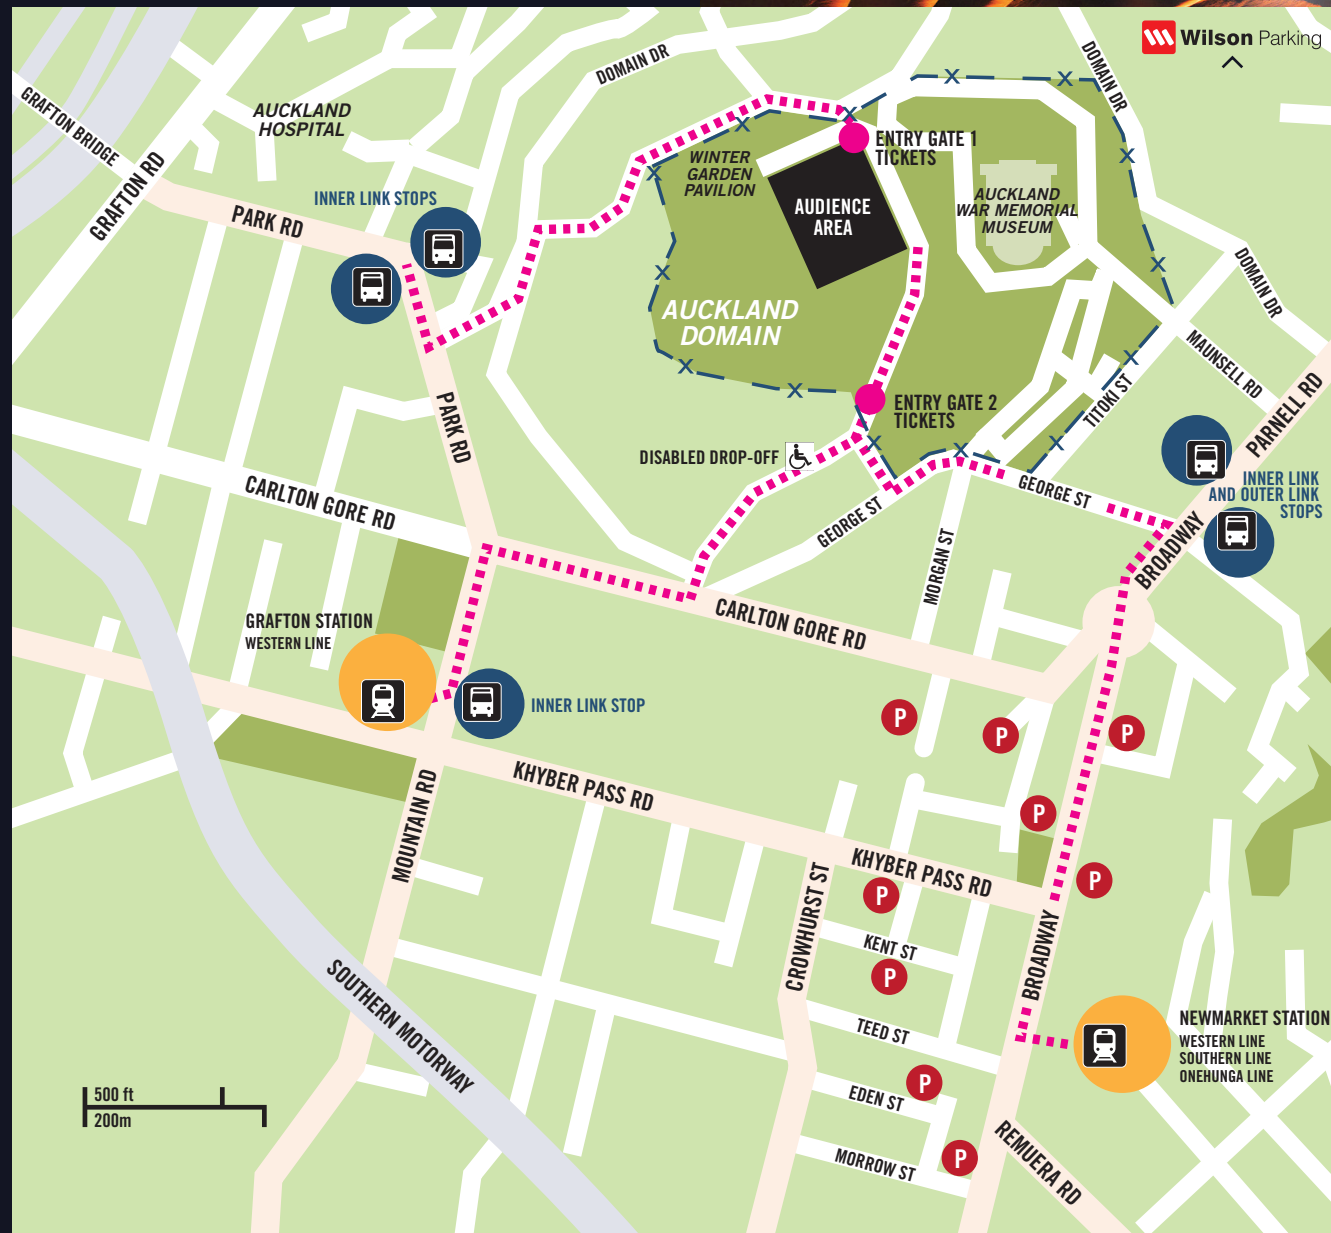 Wilson Parking
DOMAIN DR
DOMAIN DR
GRAFTON BRIDGE
AUCKLAND
HOSPITAL
GRAFTON RD
ENTRY GATE 1
TICKETS
WINTER
GARDEN
PAVILION
INNER LINK STOPS
PARK RD
AUDIENCE
AREA
AUCKLAND
WAR MEMORIAL
MUSEUM
DOMAIN DR
AUCKLAND
DOMAIN
MAUNSELL RD
PARK RD
ENTRY GATE 2
TICKETS
TITOKI ST
PARNELL RD
DISABLED DROP-OFF
CARLTON GORE RD
GEORGE ST
GEORGE ST
INNER LINK
AND OUTER LINK
STOPS
MORGAN ST
BROADWAY
GRAFTON STATION
WESTERN LINE
CARLTON GORE RD
INNER LINK STOP
P
P
P
KHYBER PASS RD
MOUNTAIN RD
P
KHYBER PASS RD
P
P
CROWHURST ST
KENT ST
P
BROADWAY
SOUTHERN MOTORWAY
TEED ST
NEWMARKET STATION
WESTERN LINE
SOUTHERN LINE
ONEHUNGA LINE
500 ft
200m
P
EDEN ST
MORROW ST
P
REMUERA RD